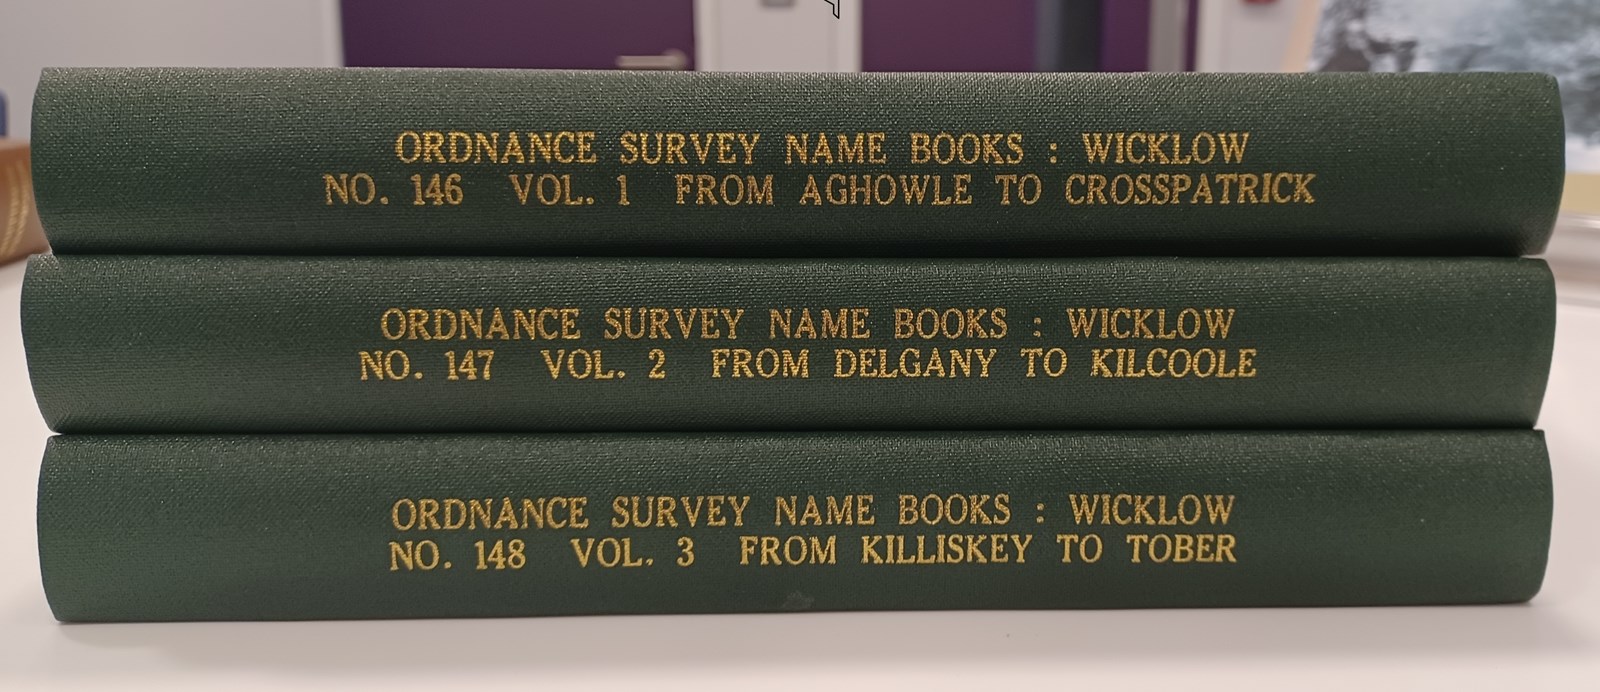 ORDNANCE SURVEY NAME BOOKS : WICKLOW
NO. 146 VOL. 1 FROM AGHOWLE TO CROSSPATRICK
ORDNANCE SURVEY NAME BOOKS : WICKLOW
NO. 147 VOL. 2 FROM DELGANY TO KILCOOLE
ORDNANCE SURVEY NAME BOOKS : WICKLOW
NO. 148 VOL. 3 FROM KILLISKEY TO TOBER